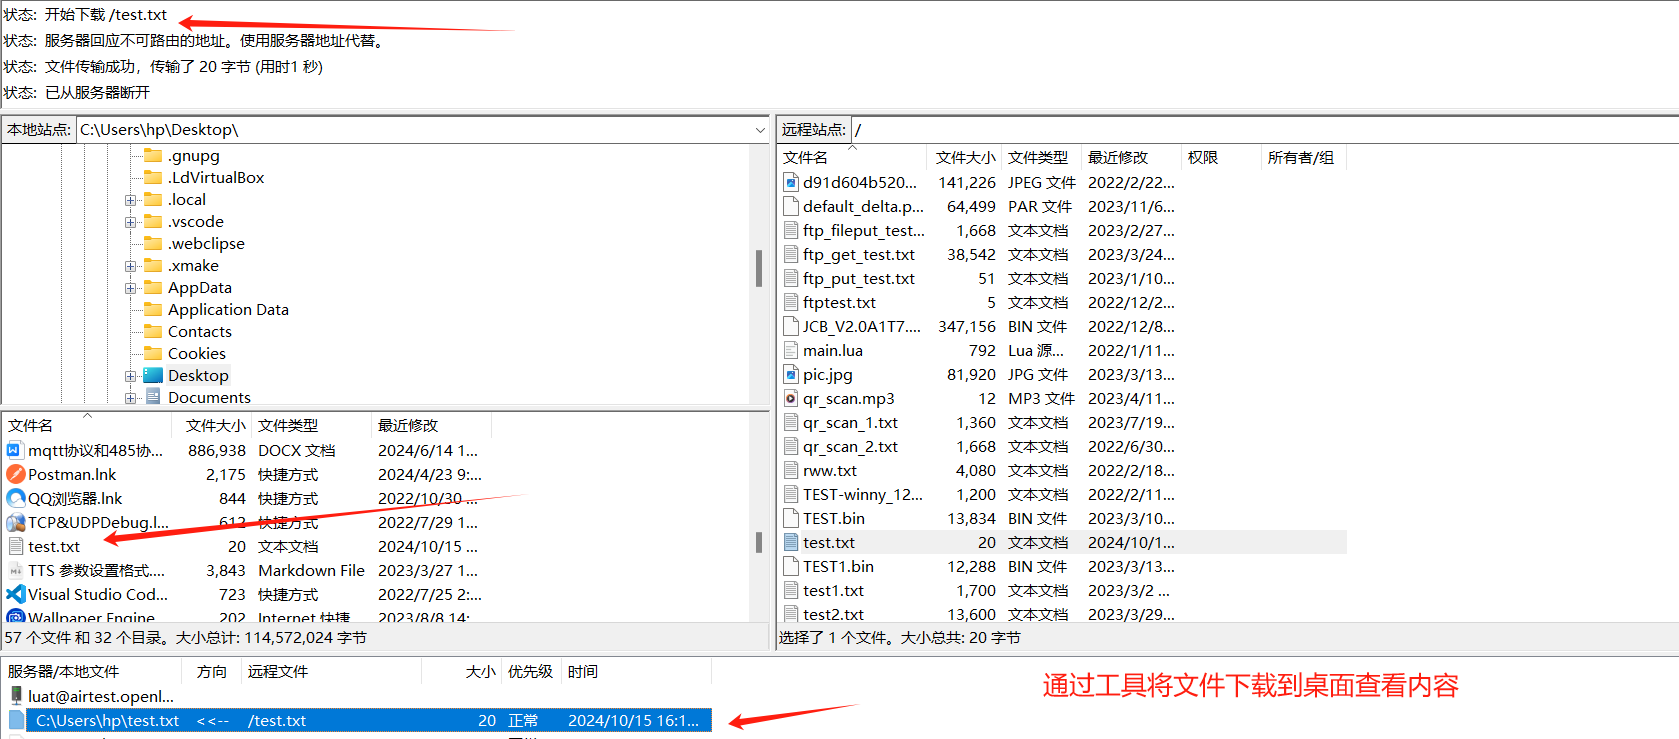 状态: 开始下载 /test.txt
状态: 服务器回应不可路由的地址。使用服务器地址代替。
状态: 文件传输成功，传输了 20 字节 (用时1 秒)
状态: 已从服务器断开
本地站点: C:\Users\hp\Desktop\
.gnupg
.LdVirtualBox
.local
.vscode
.webclipse
.xmake
AppData
Application Data
Contacts
Cookies
Desktop
Documents
文件名 文件大小 文件类型 最近修改
mqtt协议和485协... 886,938 DOCX 文档 2024/6/14 1...
Postman.lnk 2,175 快捷方式 2024/4/23 9:...
QQ浏览器.lnk 844 快捷方式 2022/10/30 ...
TCP&UDPDebug.l... 612 快捷方式 2022/7/29 1...
test.txt 20 文本文档 2024/10/15 ...
TTS 参数设置格式.... 3,843 Markdown File 2023/3/27 1...
Visual Studio Cod... 723 快捷方式 2022/7/25 2:...
Wallpaper Engine 202 Internet 快捷 2023/8/8 14:
57 个文件 和 32 个目录。大小总计: 114,572,024 字节
远程站点: /
文件名 文件大小 文件类型 最近修改 权限 所有者/组
d91d604b520... 141,226 JPEG 文件 2022/2/22...
default_delta.p... 64,499 PAR 文件 2023/11/6...
ftp_fileput_test... 1,668 文本文档 2023/2/27...
ftp_get_test.txt 38,542 文本文档 2023/3/24...
ftp_put_test.txt 51 文本文档 2023/1/10...
ftptest.txt 5 文本文档 2022/12/2...
JCB_V2.0A1T7.... 347,156 BIN 文件 2022/12/8...
main.lua 792 Lua 源... 2022/1/11...
pic.jpg 81,920 JPG 文件 2023/3/13...
qr_scan.mp3 12 MP3 文件 2023/4/11...
qr_scan_1.txt 1,360 文本文档 2023/7/19...
qr_scan_2.txt 1,668 文本文档 2022/6/30...
rww.txt 4,080 文本文档 2022/2/18...
TEST-winny_12... 1,200 文本文档 2022/2/11...
TEST.bin 13,834 BIN 文件 2023/3/10...
test.txt 20 文本文档 2024/10/1...
TEST1.bin 12,288 BIN 文件 2023/3/13...
test1.txt 1,700 文本文档 2023/3/2 ...
test2.txt 13,600 文本文档 2023/3/29...
选择了 1 个文件。大小总共: 20 字节
服务器/本地文件 方向 远程文件 大小 优先级 时间
luat@airtest.openl...
C:\Users\hp\test.txt <<-- /test.txt 20 正常 2024/10/15 16:1...
通过工具将文件下载到桌面查看内容